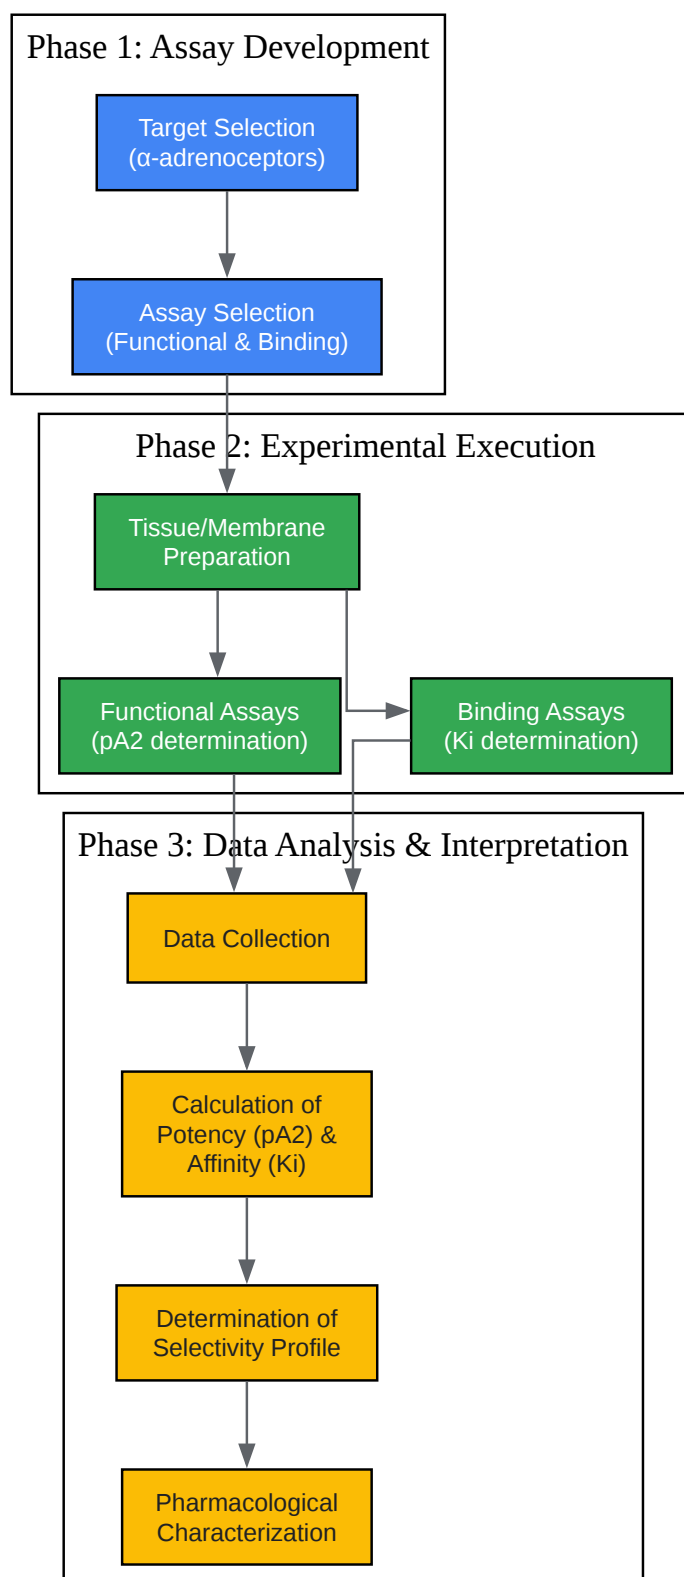 Phase 1: Assay Development
Target Selection
(α-adrenoceptors)
Assay Selection
(Functional & Binding)
Phase 2: Experimental Execution
Tissue/Membrane
Preparation
Functional Assays
(pA2 determination)
Binding Assays
(Ki determination)
Phase 3: Data Analysis & Interpretation
Data Collection
Calculation of
Potency (pA2) &
Affinity (Ki)
Determination of
Selectivity Profile
Pharmacological
Characterization